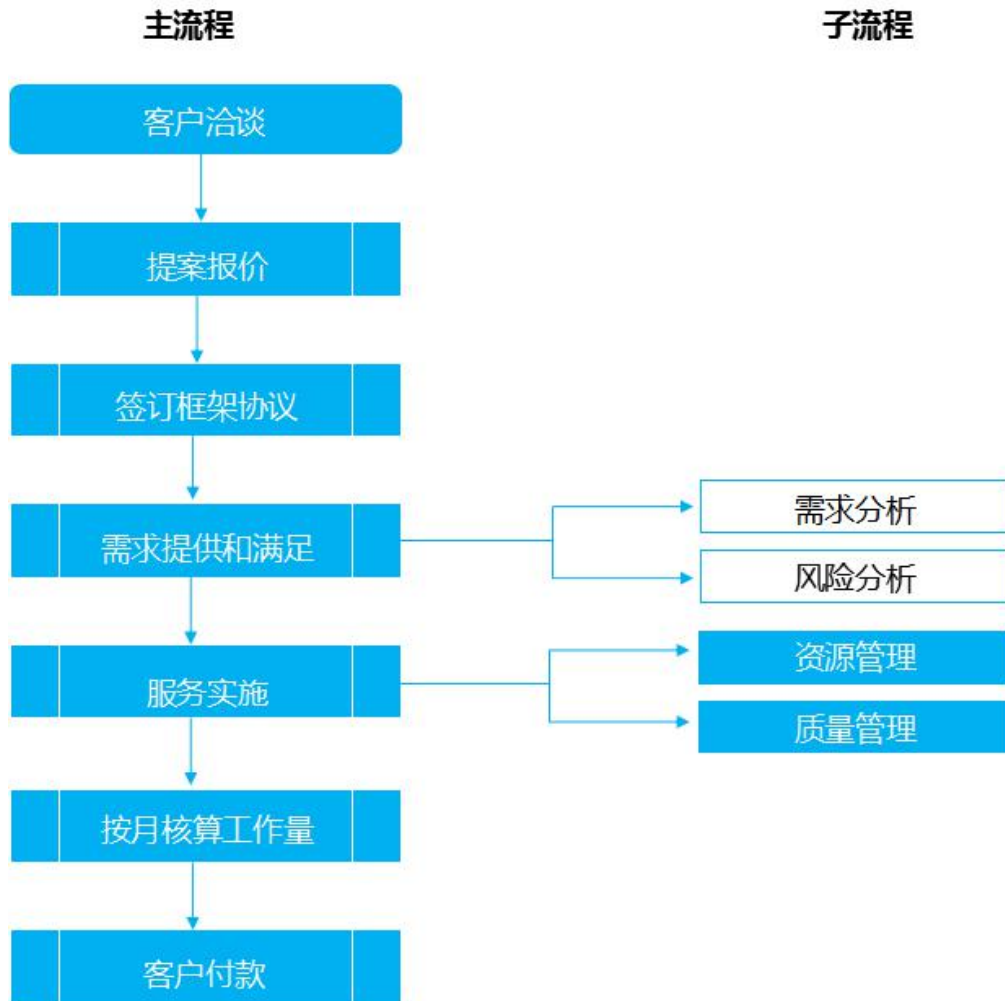 主流程
子流程
客户洽谈
提案报价
签订框架协议
需求提供和满足
需求分析
风险分析
服务实施
资源管理
质量管理
按月核算工作量
客户付款